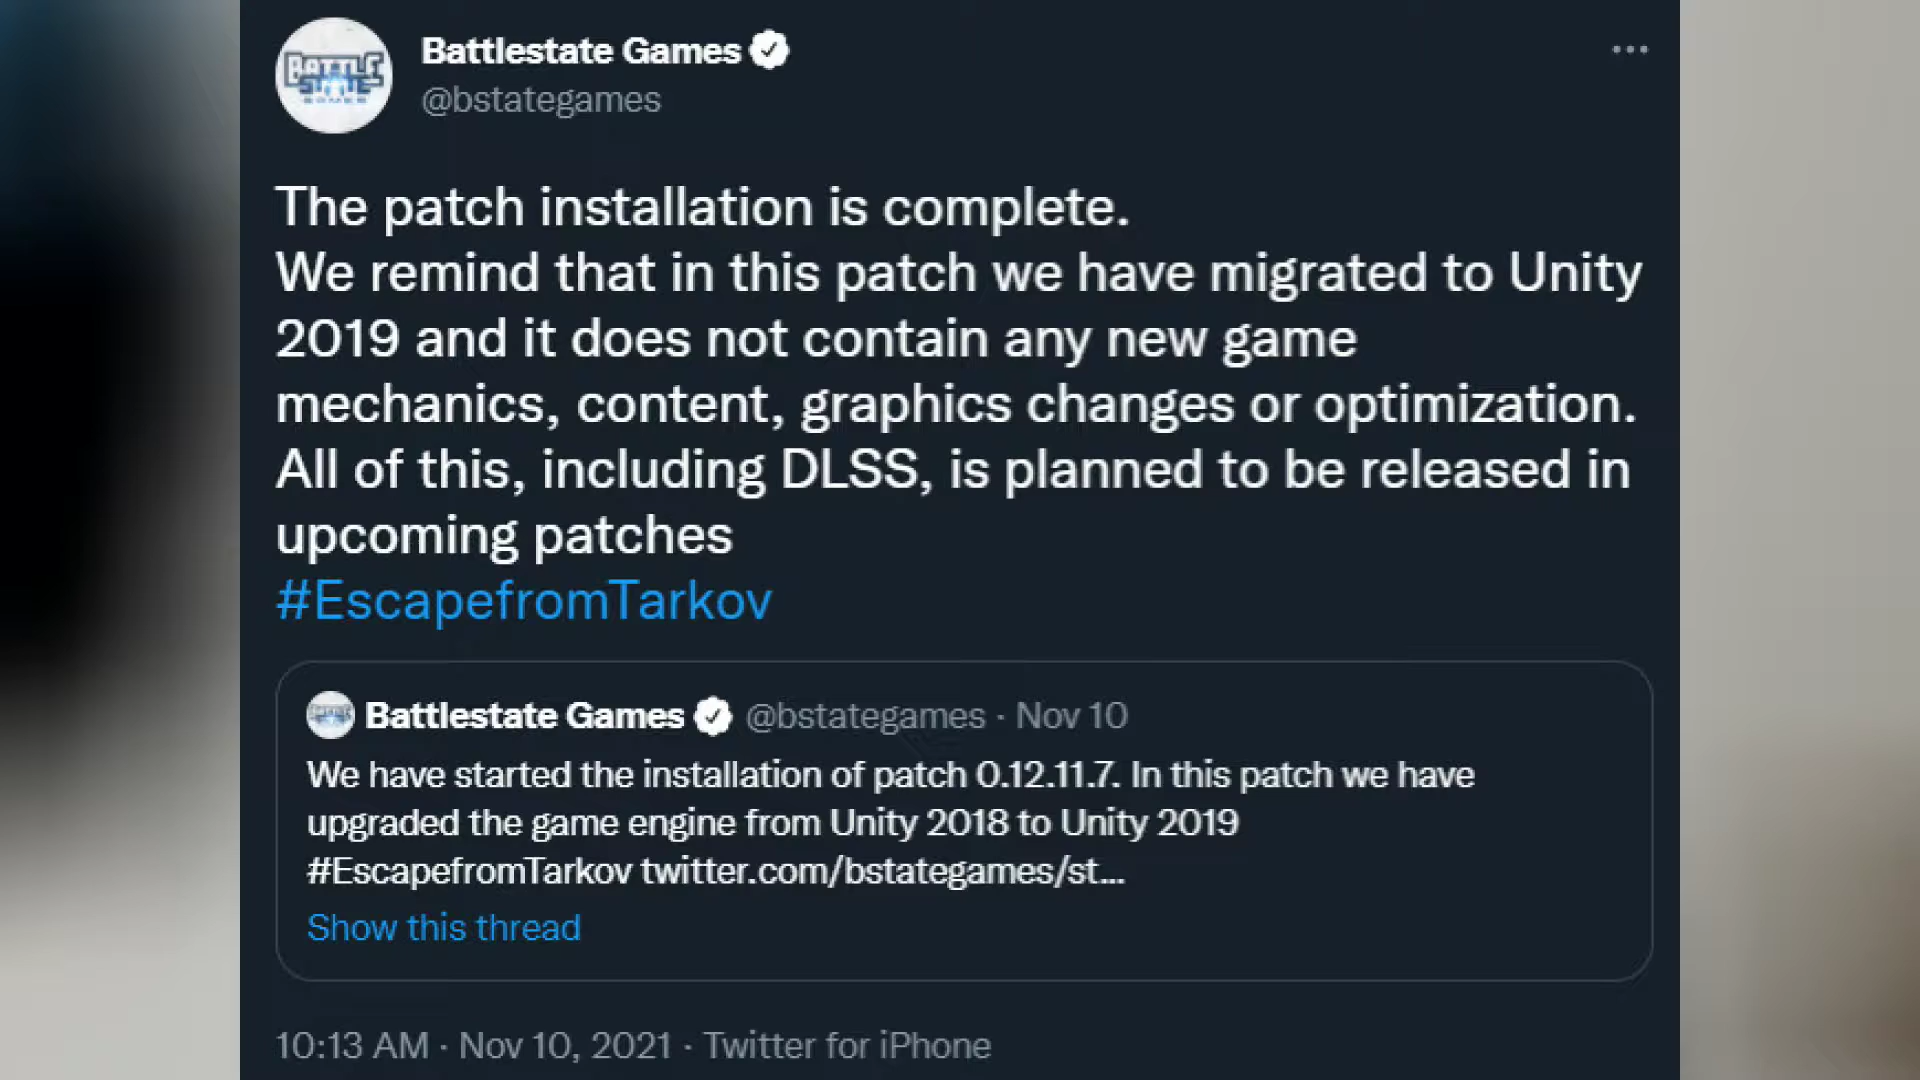 BATTLE
STATE
GAMES
Battlestate Games
@bstategames
The patch installation is complete.
We remind that in this patch we have migrated to Unity
2019 and it does not contain any new game
mechanics, content, graphics changes or optimization.
All of this, including DLSS, is planned to be released in
upcoming patches
#EscapefromTarkov
Battlestate Games @bstategames · Nov 10
We have started the installation of patch 0.12.11.7. In this patch we have
upgraded the game engine from Unity 2018 to Unity 2019
#EscapefromTarkov twitter.com/bstategames/st...
Show this thread
10:13 AM · Nov 10, 2021 · Twitter for iPhone